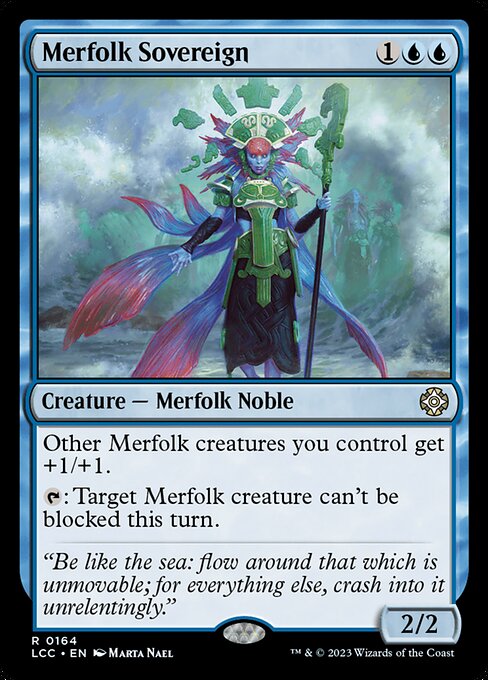 Merfolk Sovereign 1
Creature — Merfolk Noble
Other Merfolk creatures you control get
+1/+1.
: Target Merfolk creature can't be
blocked this turn.
“Be like the sea: flow around that which is
unmovable; for everything else, crash into it
unrelentingly.”
2/2
R 0164
LCC • EN Marta Nael
™ & © 2023 Wizards of the Coast